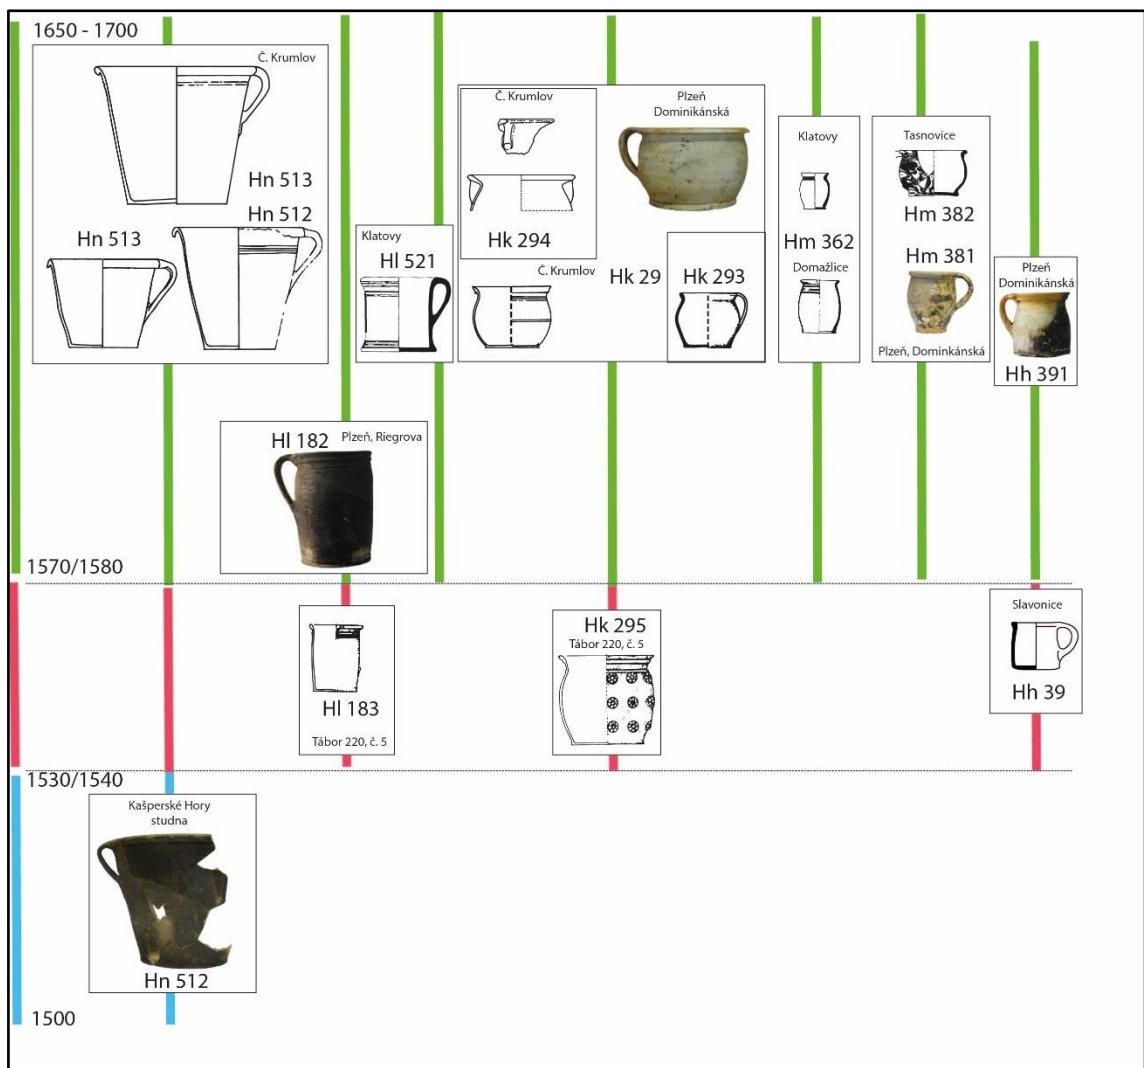 1650 - 1700
Č. Krumlov
Hn 513
Hn 512
Hn 513
Klatovy
Hl 521
Č. Krumlov
Hk 294
Č. Krumlov
Plzeň
Dominikánská
Hk 29
Hk 293
Klatovy
Hm 362
Domažlice
Tasnovice
Hm 382
Hm 381
Plzeň, Dominkánská
Plzeň
Dominikánská
Hh 391
Hl 182
Plzeň, Riegrova
1570/1580
Hl 183
Tábor 220, č. 5
Hk 295
Tábor 220, č. 5
Slavonice
Hh 39
1530/1540
Kašperské Hory
studna
Hn 512
1500